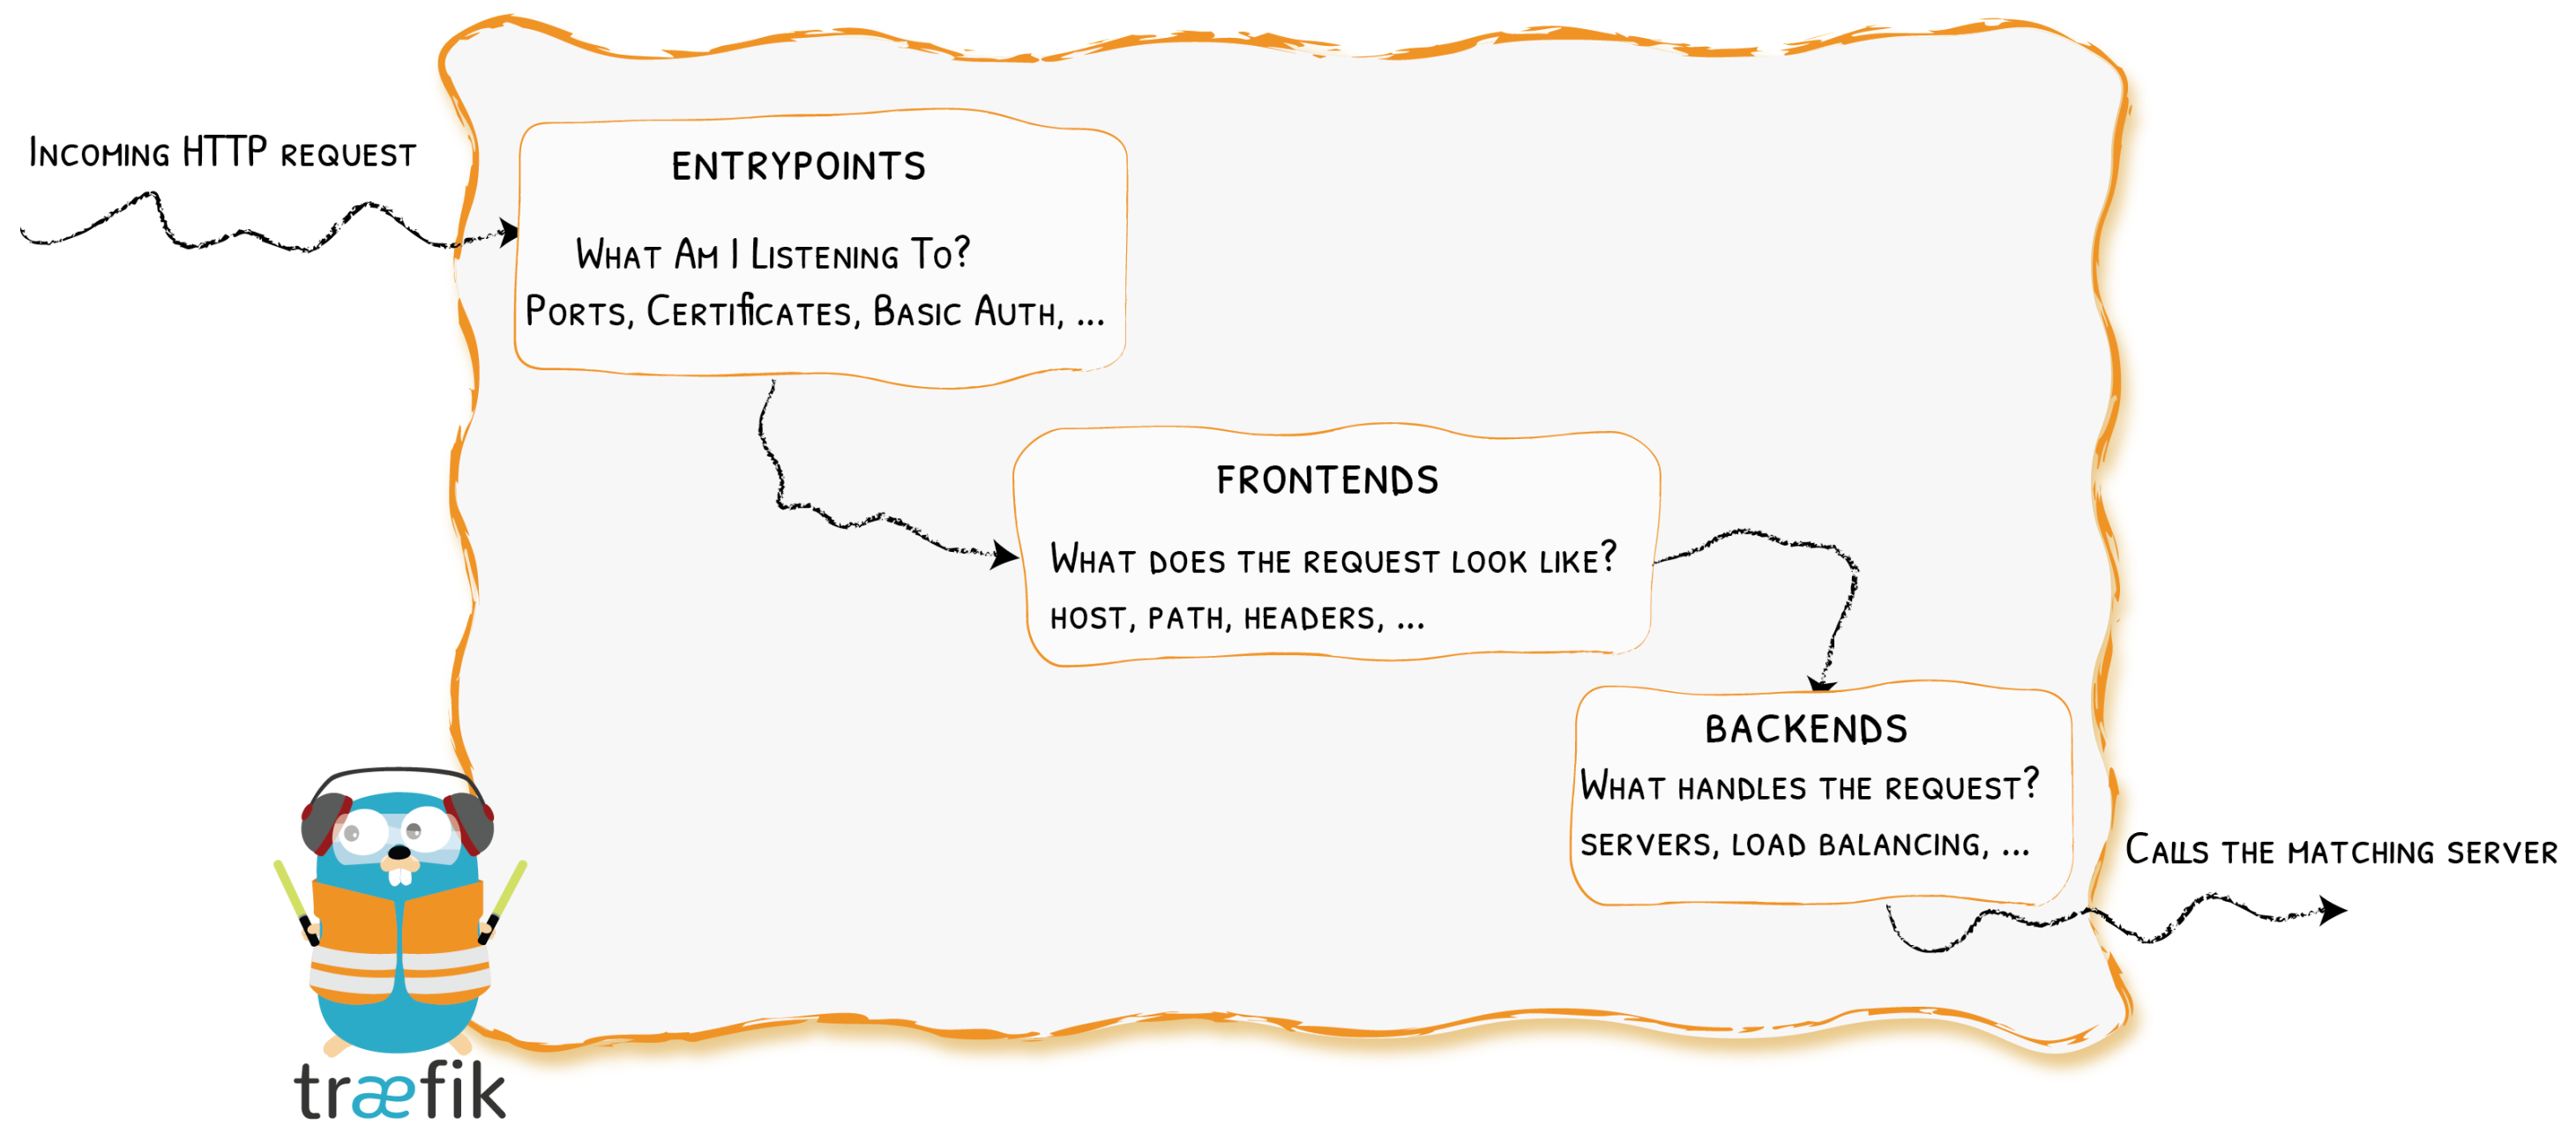 Incoming HTTP request
ENTRYPOINTS
What Am I Listening To?
Ports, Certificates, Basic Auth, ...
FRONTENDS
What does the request look like?
host, path, headers, ...
BACKENDS
What handles the request?
servers, load balancing, ...
Calls the matching server
træfik